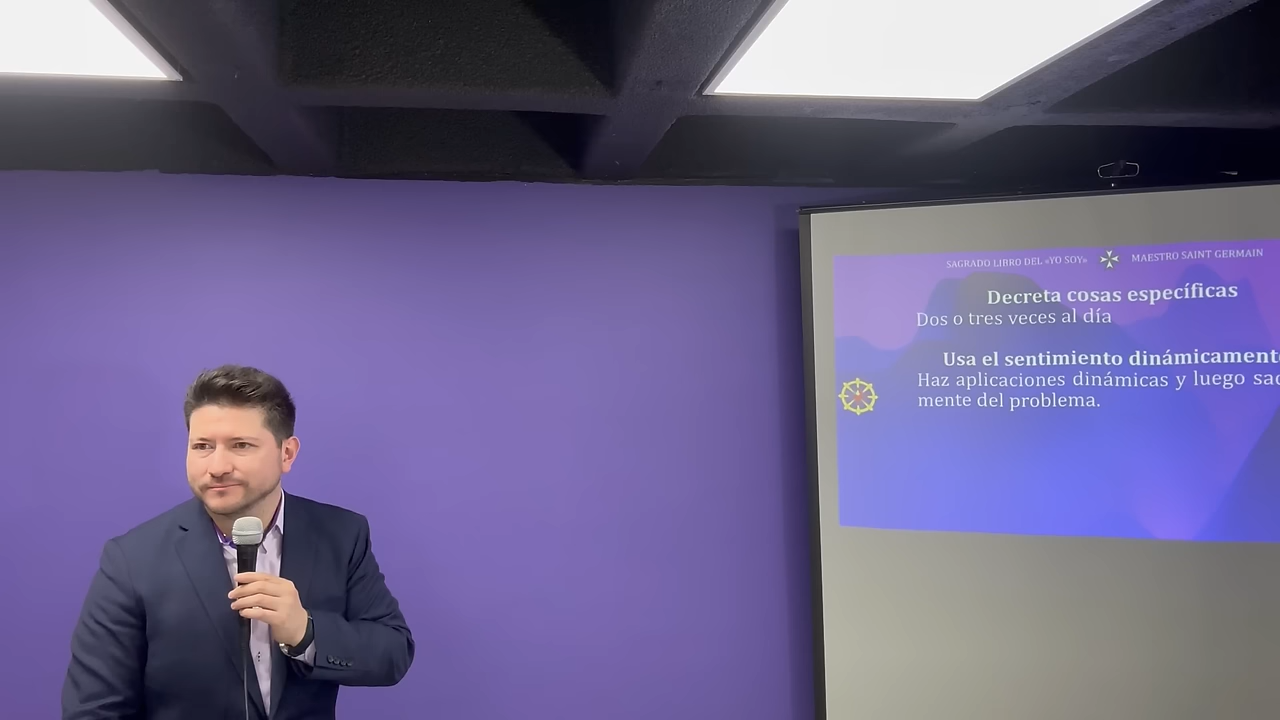 SAGRADO LIBRO DEL «YO SOY» MAESTRO SAINT GERMAIN
Decreta cosas específicas
Dos o tres veces al día
Usa el sentimiento dinámicament
Haz aplicaciones dinámicas y luego sac
mente del problema.